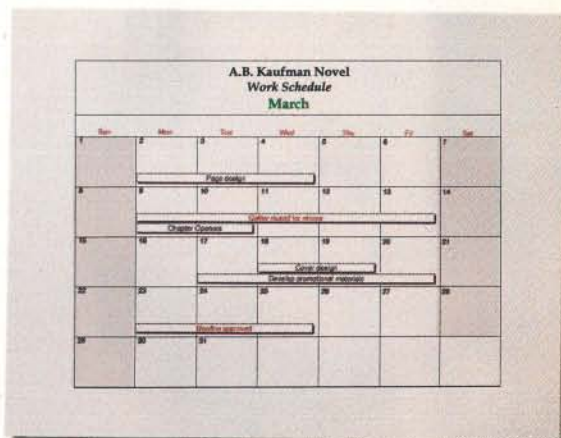 A.B. Kaufman Novel
Work Schedule
March
Sun Mon Tue Wed Thu Fri Sat
1 2 3 4 5 6 7
Page design
8 9 10 11 12 13 14
Gather for
Chapter Openers
15 16 17 18 19 20 21
Cover design
Develop promotional materials
22 23 24 25 26 27 28
approved
29 30 31